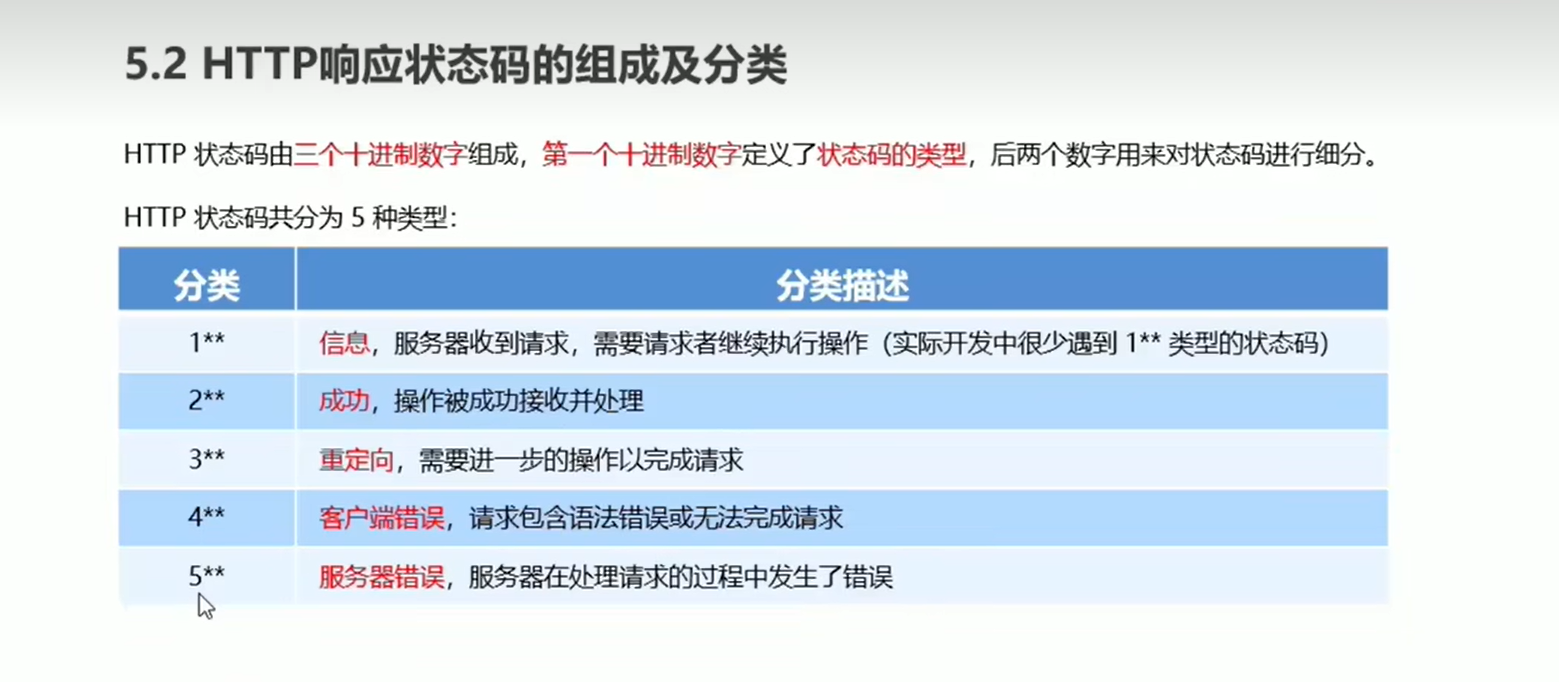 5.2 HTTP响应状态码的组成及分类
HTTP 状态码由三个十进制数字组成，第一个十进制数字定义了状态码的类型，后两个数字用来对状态码进行细分。
HTTP 状态码共分为 5 种类型：
分类 分类描述
1** 信息，服务器收到请求，需要请求者继续执行操作（实际开发中很少遇到 1** 类型的状态码）
2** 成功，操作被成功接收并处理
3** 重定向，需要进一步的操作以完成请求
4** 客户端错误，请求包含语法错误或无法完成请求
5** 服务器错误，服务器在处理请求的过程中发生了错误